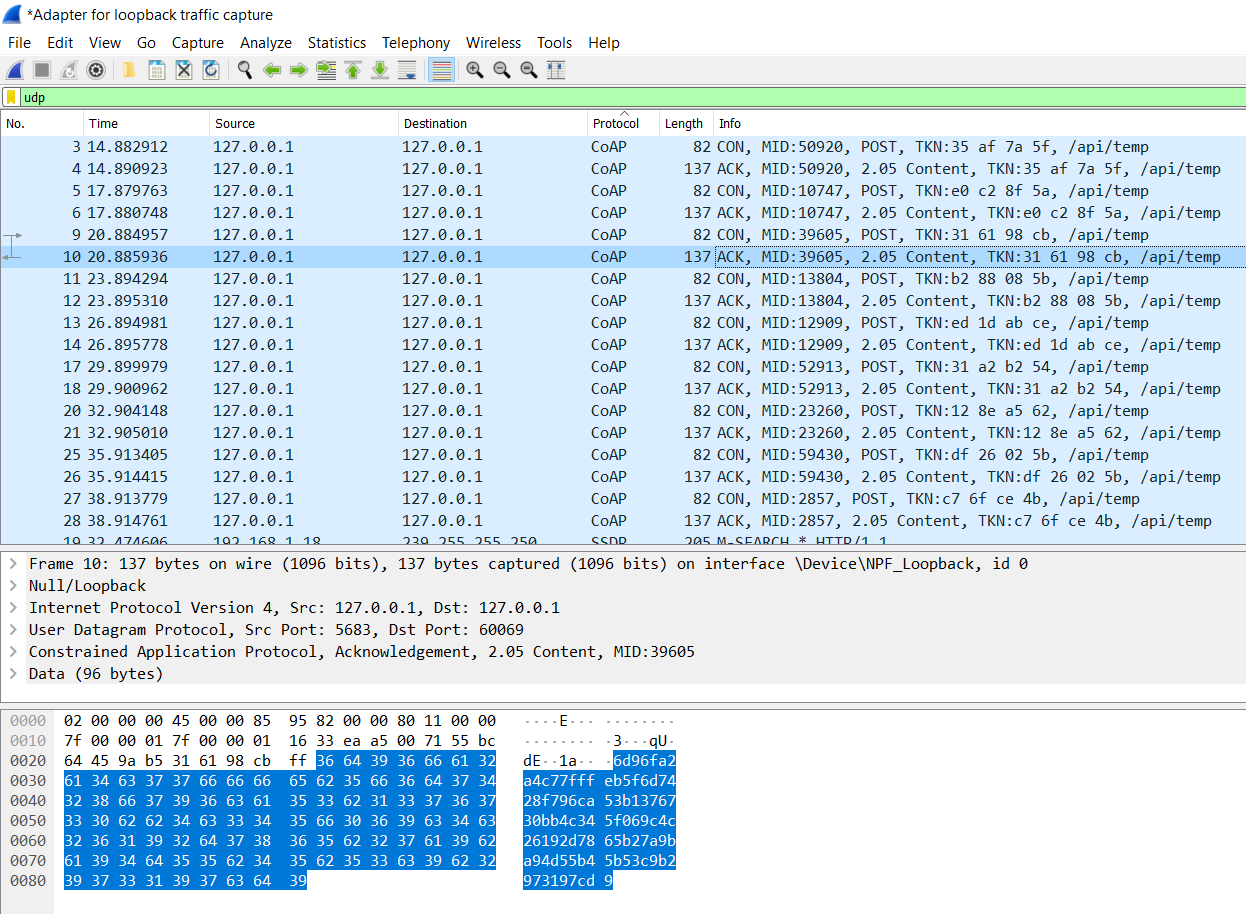 *Adapter for loopback traffic capture
File Edit View Go Capture Analyze Statistics Telephony Wireless Tools Help
udp
No. Time Source Destination Protocol Length Info
3 14.882912 127.0.0.1 127.0.0.1 CoAP 82 CON, MID:50920, POST, TKN:35 af 7a 5f, /api/temp
4 14.890923 127.0.0.1 127.0.0.1 CoAP 137 ACK, MID:50920, 2.05 Content, TKN:35 af 7a 5f, /api/temp
5 17.879763 127.0.0.1 127.0.0.1 CoAP 82 CON, MID:10747, POST, TKN:e0 c2 8f 5a, /api/temp
6 17.880748 127.0.0.1 127.0.0.1 CoAP 137 ACK, MID:10747, 2.05 Content, TKN:e0 c2 8f 5a, /api/temp
9 20.884957 127.0.0.1 127.0.0.1 CoAP 82 CON, MID:39605, POST, TKN:31 61 98 cb, /api/temp
10 20.885936 127.0.0.1 127.0.0.1 CoAP 137 ACK, MID:39605, 2.05 Content, TKN:31 61 98 cb, /api/temp
11 23.894294 127.0.0.1 127.0.0.1 CoAP 82 CON, MID:13804, POST, TKN:b2 88 08 5b, /api/temp
12 23.895310 127.0.0.1 127.0.0.1 CoAP 137 ACK, MID:13804, 2.05 Content, TKN:b2 88 08 5b, /api/temp
13 26.894981 127.0.0.1 127.0.0.1 CoAP 82 CON, MID:12909, POST, TKN:ed 1d ab ce, /api/temp
14 26.895778 127.0.0.1 127.0.0.1 CoAP 137 ACK, MID:12909, 2.05 Content, TKN:ed 1d ab ce, /api/temp
17 29.899979 127.0.0.1 127.0.0.1 CoAP 82 CON, MID:52913, POST, TKN:31 a2 b2 54, /api/temp
18 29.900962 127.0.0.1 127.0.0.1 CoAP 137 ACK, MID:52913, 2.05 Content, TKN:31 a2 b2 54, /api/temp
20 32.904148 127.0.0.1 127.0.0.1 CoAP 82 CON, MID:23260, POST, TKN:12 8e a5 62, /api/temp
21 32.905010 127.0.0.1 127.0.0.1 CoAP 137 ACK, MID:23260, 2.05 Content, TKN:12 8e a5 62, /api/temp
25 35.913405 127.0.0.1 127.0.0.1 CoAP 82 CON, MID:59430, POST, TKN:df 26 02 5b, /api/temp
26 35.914415 127.0.0.1 127.0.0.1 CoAP 137 ACK, MID:59430, 2.05 Content, TKN:df 26 02 5b, /api/temp
27 38.913779 127.0.0.1 127.0.0.1 CoAP 82 CON, MID:2857, POST, TKN:c7 6f ce 4b, /api/temp
28 38.914761 127.0.0.1 127.0.0.1 CoAP 137 ACK, MID:2857, 2.05 Content, TKN:c7 6f ce 4b, /api/temp
19 32.474606 192.168.1.18 239.255.255.250 SSDP 205 M-SEARCH * HTTP/1.1
Frame 10: 137 bytes on wire (1096 bits), 137 bytes captured (1096 bits) on interface \Device\NPF_Loopback, id 0
Null/Loopback
Internet Protocol Version 4, Src: 127.0.0.1, Dst: 127.0.0.1
User Datagram Protocol, Src Port: 5683, Dst Port: 60069
Constrained Application Protocol, Acknowledgement, 2.05 Content, MID:39605
Data (96 bytes)
0000 02 00 00 00 45 00 00 85 95 82 00 00 80 11 00 00 ····E··· ········
0010 7f 00 00 01 7f 00 00 01 16 33 ea a5 00 71 55 bc ········ ·3···qU·
0020 64 45 9a b5 31 61 98 cb ff 36 64 39 36 66 61 32 dE··1a·· ·6d96fa2
0030 61 34 63 37 37 66 66 66 65 62 35 66 36 64 37 34 a4c77fff eb5f6d74
0040 32 38 66 37 39 36 63 61 35 33 62 31 33 37 36 37 28f796ca 53b13767
0050 33 30 62 62 34 63 33 34 35 66 30 36 39 63 34 63 30bb4c34 5f069c4c
0060 32 36 31 39 32 64 37 38 36 35 62 32 37 61 39 62 26192d78 65b27a9b
0070 61 39 34 64 35 35 62 34 35 62 35 33 63 39 62 32 a94d55b4 5b53c9b2
0080 39 37 33 31 39 37 63 64 39 973197cd 9